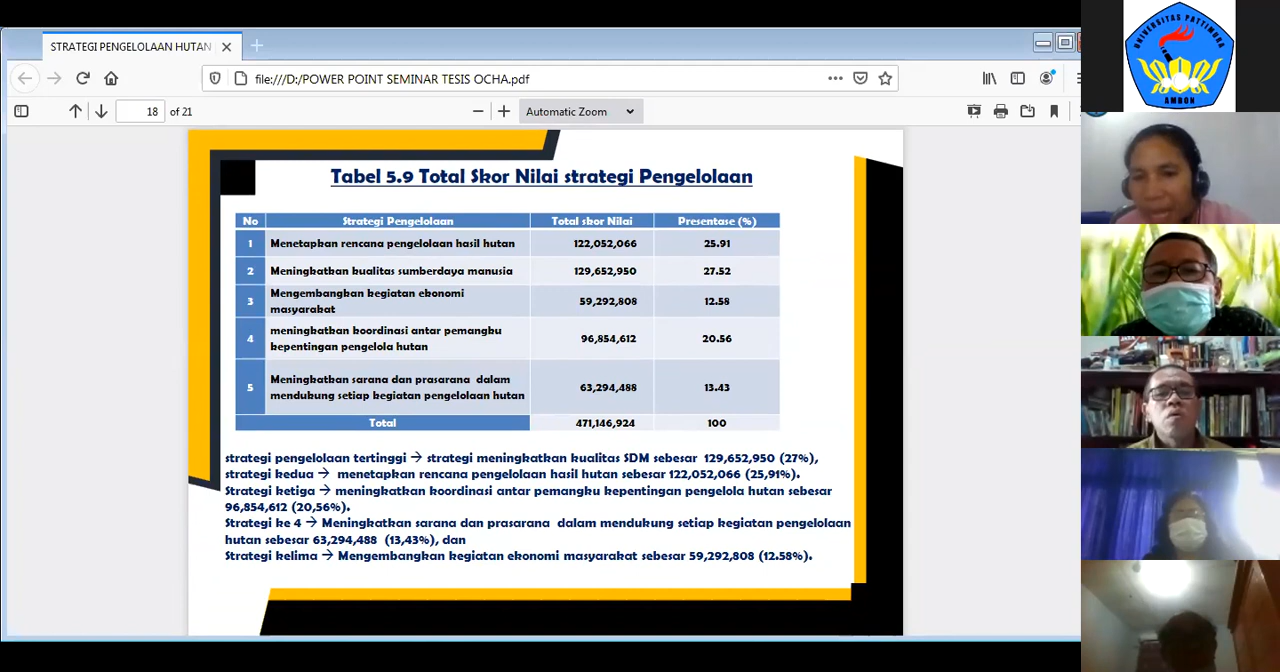 STRATEGI PENGELOLAAN HUTAN
file:///D:/POWER POINT SEMINAR TESIS OCHA.pdf
18 of 21
Automatic Zoom
Tabel 5.9 Total Skor Nilai strategi Pengelolaan
No Strategi Pengelolaan Total skor Nilai Presentase (%)
1 Menetapkan rencana pengelolaan hasil hutan 122,052,066 25.91
2 Meningkatkan kualitas sumberdaya manusia 129,652,950 27.52
3 Mengembangkan kegiatan ekonomi
masyarakat 59,292,808 12.58
4 meningkatkan koordinasi antar pemangku
kepentingan pengelola hutan 96,854,612 20.56
5 Meningkatkan sarana dan prasarana dalam
mendukung setiap kegiatan pengelolaan hutan 63,294,488 13.43
Total 471,146,924 100
strategi pengelolaan tertinggi → strategi meningkatkan kualitas SDM sebesar 129,652,950 (27%),
strategi kedua → menetapkan rencana pengelolaan hasil hutan sebesar 122,052,066 (25,91%).
Strategi ketiga → meningkatkan koordinasi antar pemangku kepentingan pengelola hutan sebesar
96,854,612 (20,56%).
Strategi ke 4 → Meningkatkan sarana dan prasarana dalam mendukung setiap kegiatan pengelolaan
hutan sebesar 63,294,488 (13,43%), dan
Strategi kelima → Mengembangkan kegiatan ekonomi masyarakat sebesar 59,292,808 (12.58%).
UNIVERSITAS PATTIMURA
AMBON